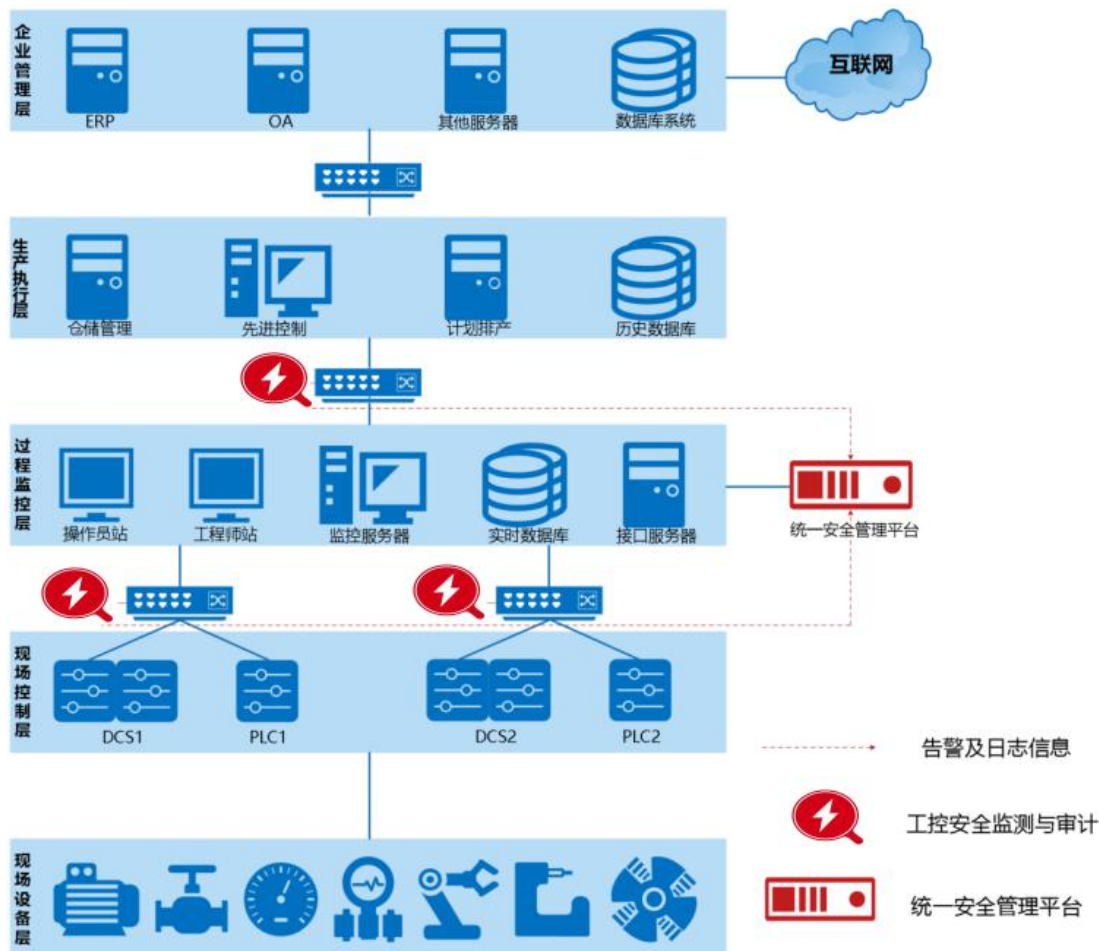 企业管理层
ERP
OA
其他服务器
数据库系统
互联网
生产执行层
仓储管理
先进控制
计划排产
历史数据库
过程监控层
操作员站
工程师站
监控服务器
实时数据库
接口服务器
统一安全管理平台
现场控制层
DCS1
PLC1
DCS2
PLC2
告警及日志信息
工控安全监测与审计
现场设备层
统一安全管理平台